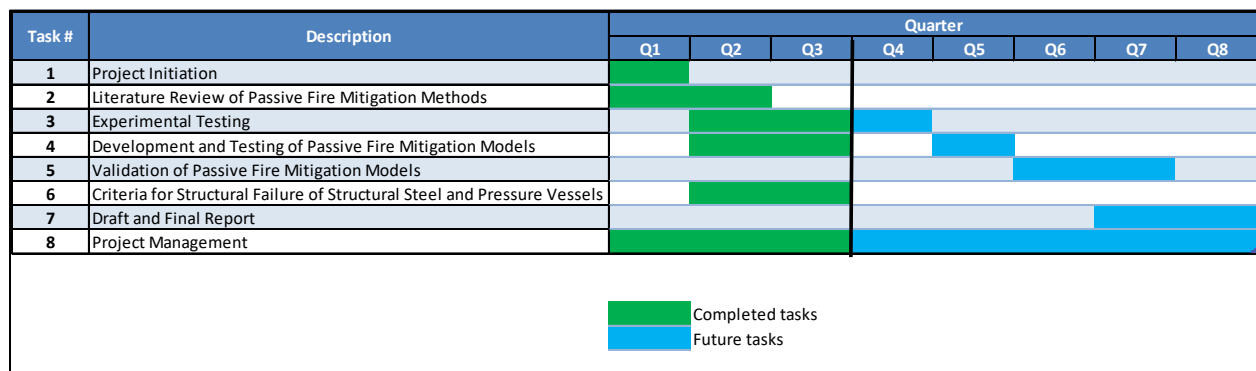 Task # Description Quarter
Q1 Q2 Q3 Q4 Q5 Q6 Q7 Q8
1 Project Initiation
2 Literature Review of Passive Fire Mitigation Methods
3 Experimental Testing
4 Development and Testing of Passive Fire Mitigation Models
5 Validation of Passive Fire Mitigation Models
6 Criteria for Structural Failure of Structural Steel and Pressure Vessels
7 Draft and Final Report
8 Project Management
Completed tasks
Future tasks